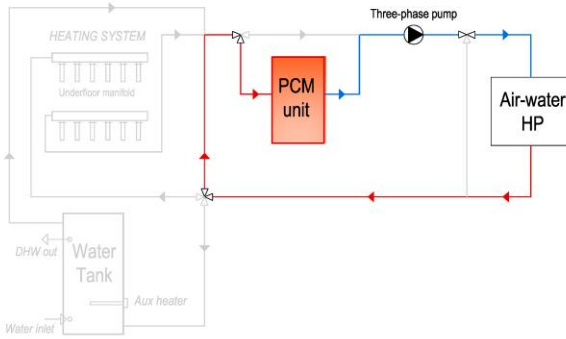 Three-phase pump
HEATING SYSTEM
Underfloor manifold
PCM
unit
Air-water
HP
DHW out
Water
Tank
Aux heater
Water inlet